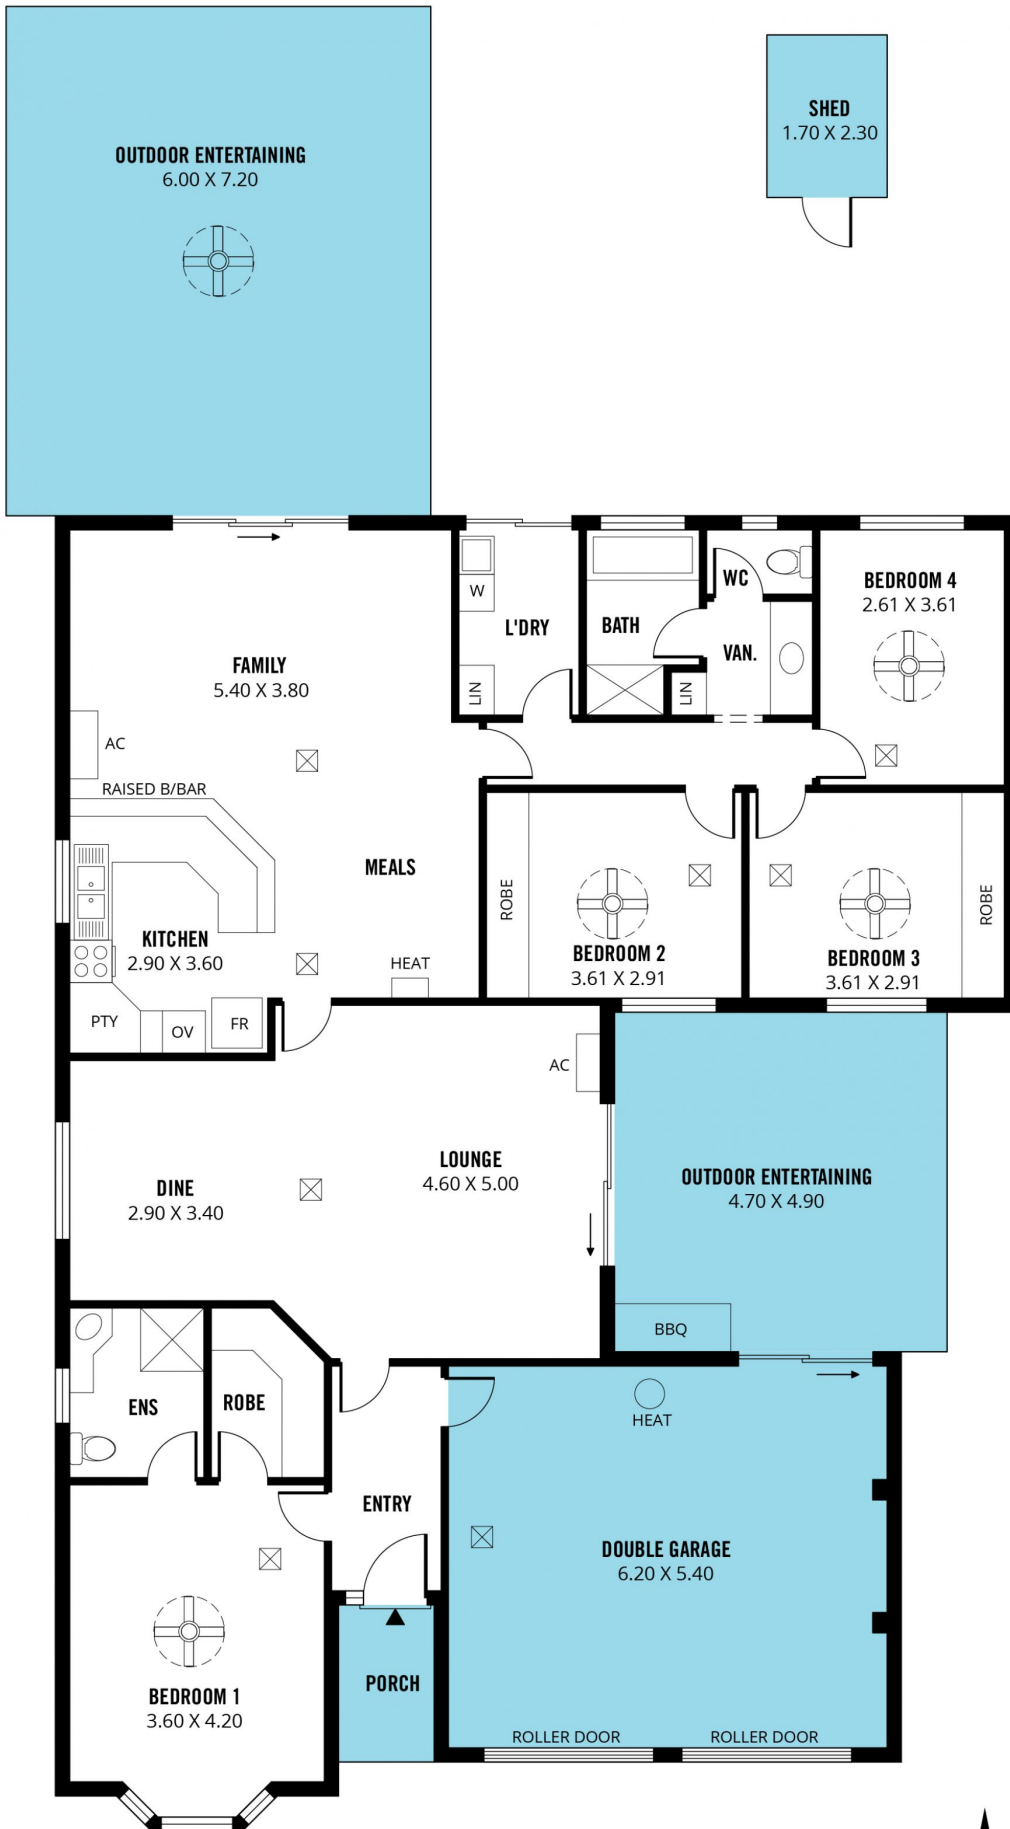 OUTDOOR ENTERTAINING
6.00 X 7.20
SHED
1.70 X 2.30
W
L'DRY
LIN
BATH
WC
VAN.
LIN
BEDROOM 4
2.61 X 3.61
FAMILY
5.40 X 3.80
AC
RAISED B/BAR
MEALS
KITCHEN
2.90 X 3.60
HEAT
PTY
OV
FR
ROBE
BEDROOM 2
3.61 X 2.91
BEDROOM 3
3.61 X 2.91
ROBE
AC
LOUNGE
4.60 X 5.00
DINE
2.90 X 3.40
OUTDOOR ENTERTAINING
4.70 X 4.90
BBQ
ENS
ROBE
HEAT
ENTRY
DOUBLE GARAGE
6.20 X 5.40
PORCH
BEDROOM 1
3.60 X 4.20
ROLLER DOOR
ROLLER DOOR